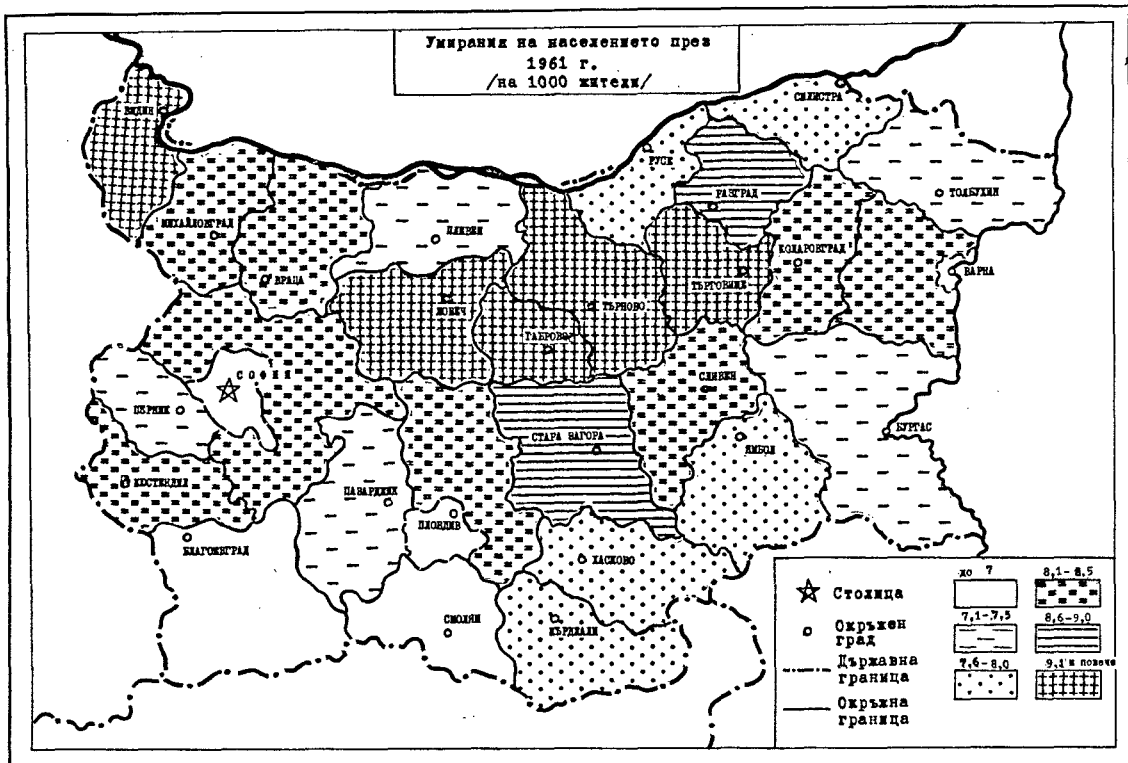 Умирания на населението през
1961 г.
/на 1000 жители/
СИЛИСТРА
ВИДИН
РУСЕ
РАЗГРАД
ТОЛБУХИН
МИХАЙЛОВГРАД
ПЛЕВЕН
КОЛАРОВГРАД
ВРАЦА
ЛОВЕЧ
ТЪРНОВО
ТЪРГОВИЩЕ
ВАРНА
ГАБРОВО
СОФИЯ
СЛИВЕН
ПЕРНИК
СТАРА ЗАГОРА
ЯМБОЛ
БУРГАС
КЮСТЕНДИЛ
ПАЗАРДЖИК
ПЛОВДИВ
БЛАГОЕВГРАД
ХАСКОВО
СМОЛЯН
КЪРДЖАЛИ
Столица
Окръжен
град
Държавна
граница
Окръжна
граница
до 7
8,1-8,5
7,1-7,5
8,6-9,0
7,6-8,0
9,1 и повече